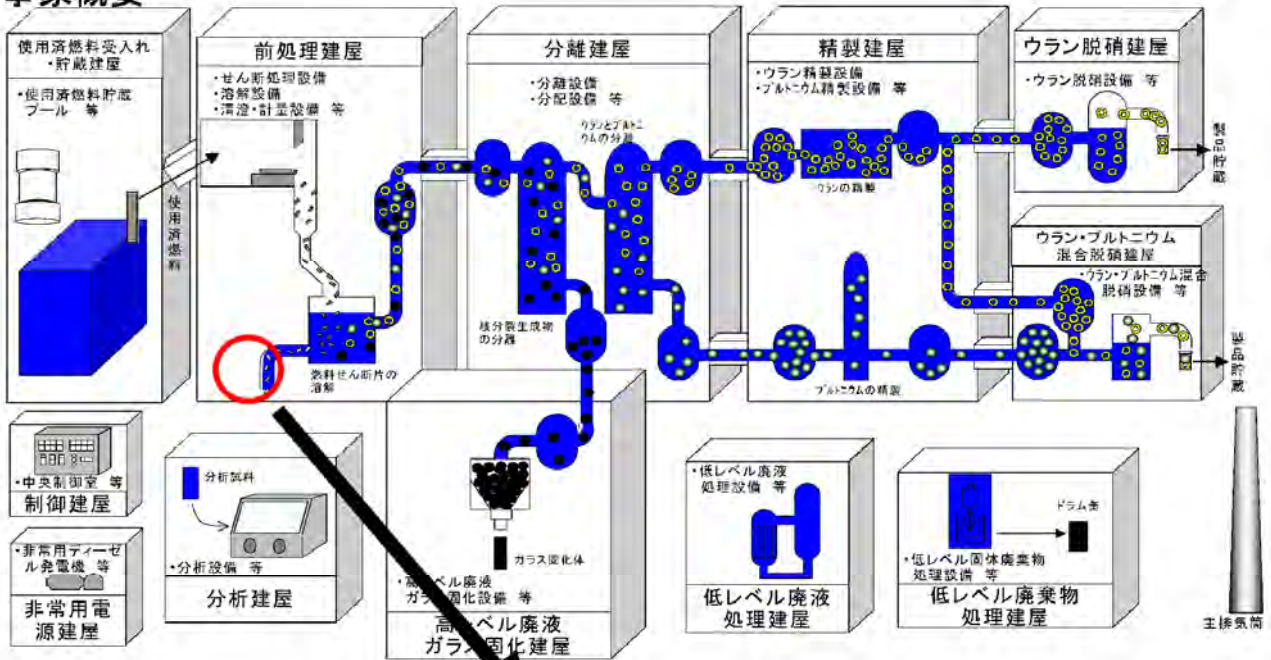 事象概要
使用済燃料受入れ
・貯蔵建屋
・使用済燃料貯蔵
プール 等
使用済燃料
前処理建屋
・せん断処理設備
・溶解設備
・清澄・計量設備 等
燃料せん断片の
溶解
分離建屋
・分離設備
・分配設備 等
ウランとプルトニ
ウムの分離
核分裂生成物
の分離
精製建屋
・ウラン精製設備
・プルトニウム精製設備 等
ウランの精製
プルトニウムの精製
ウラン脱硝建屋
・ウラン脱硝設備 等
製品貯蔵
ウラン・プルトニウム
混合脱硝建屋
・ウラン・プルトニウム混合
脱硝設備 等
製品貯蔵
・中央制御室 等
制御建屋
・非常用ディーゼ
ル発電機 等
非常用電
源建屋
分析試料
・分析設備 等
分析建屋
ガラス固化体
・高レベル廃液
ガラス固化設備 等
高レベル廃液
ガラス固化建屋
・低レベル廃液
処理設備 等
低レベル廃液
処理建屋
ドラム缶
・低レベル固体廃棄物
処理設備 等
低レベル廃棄物
処理建屋
主排気筒